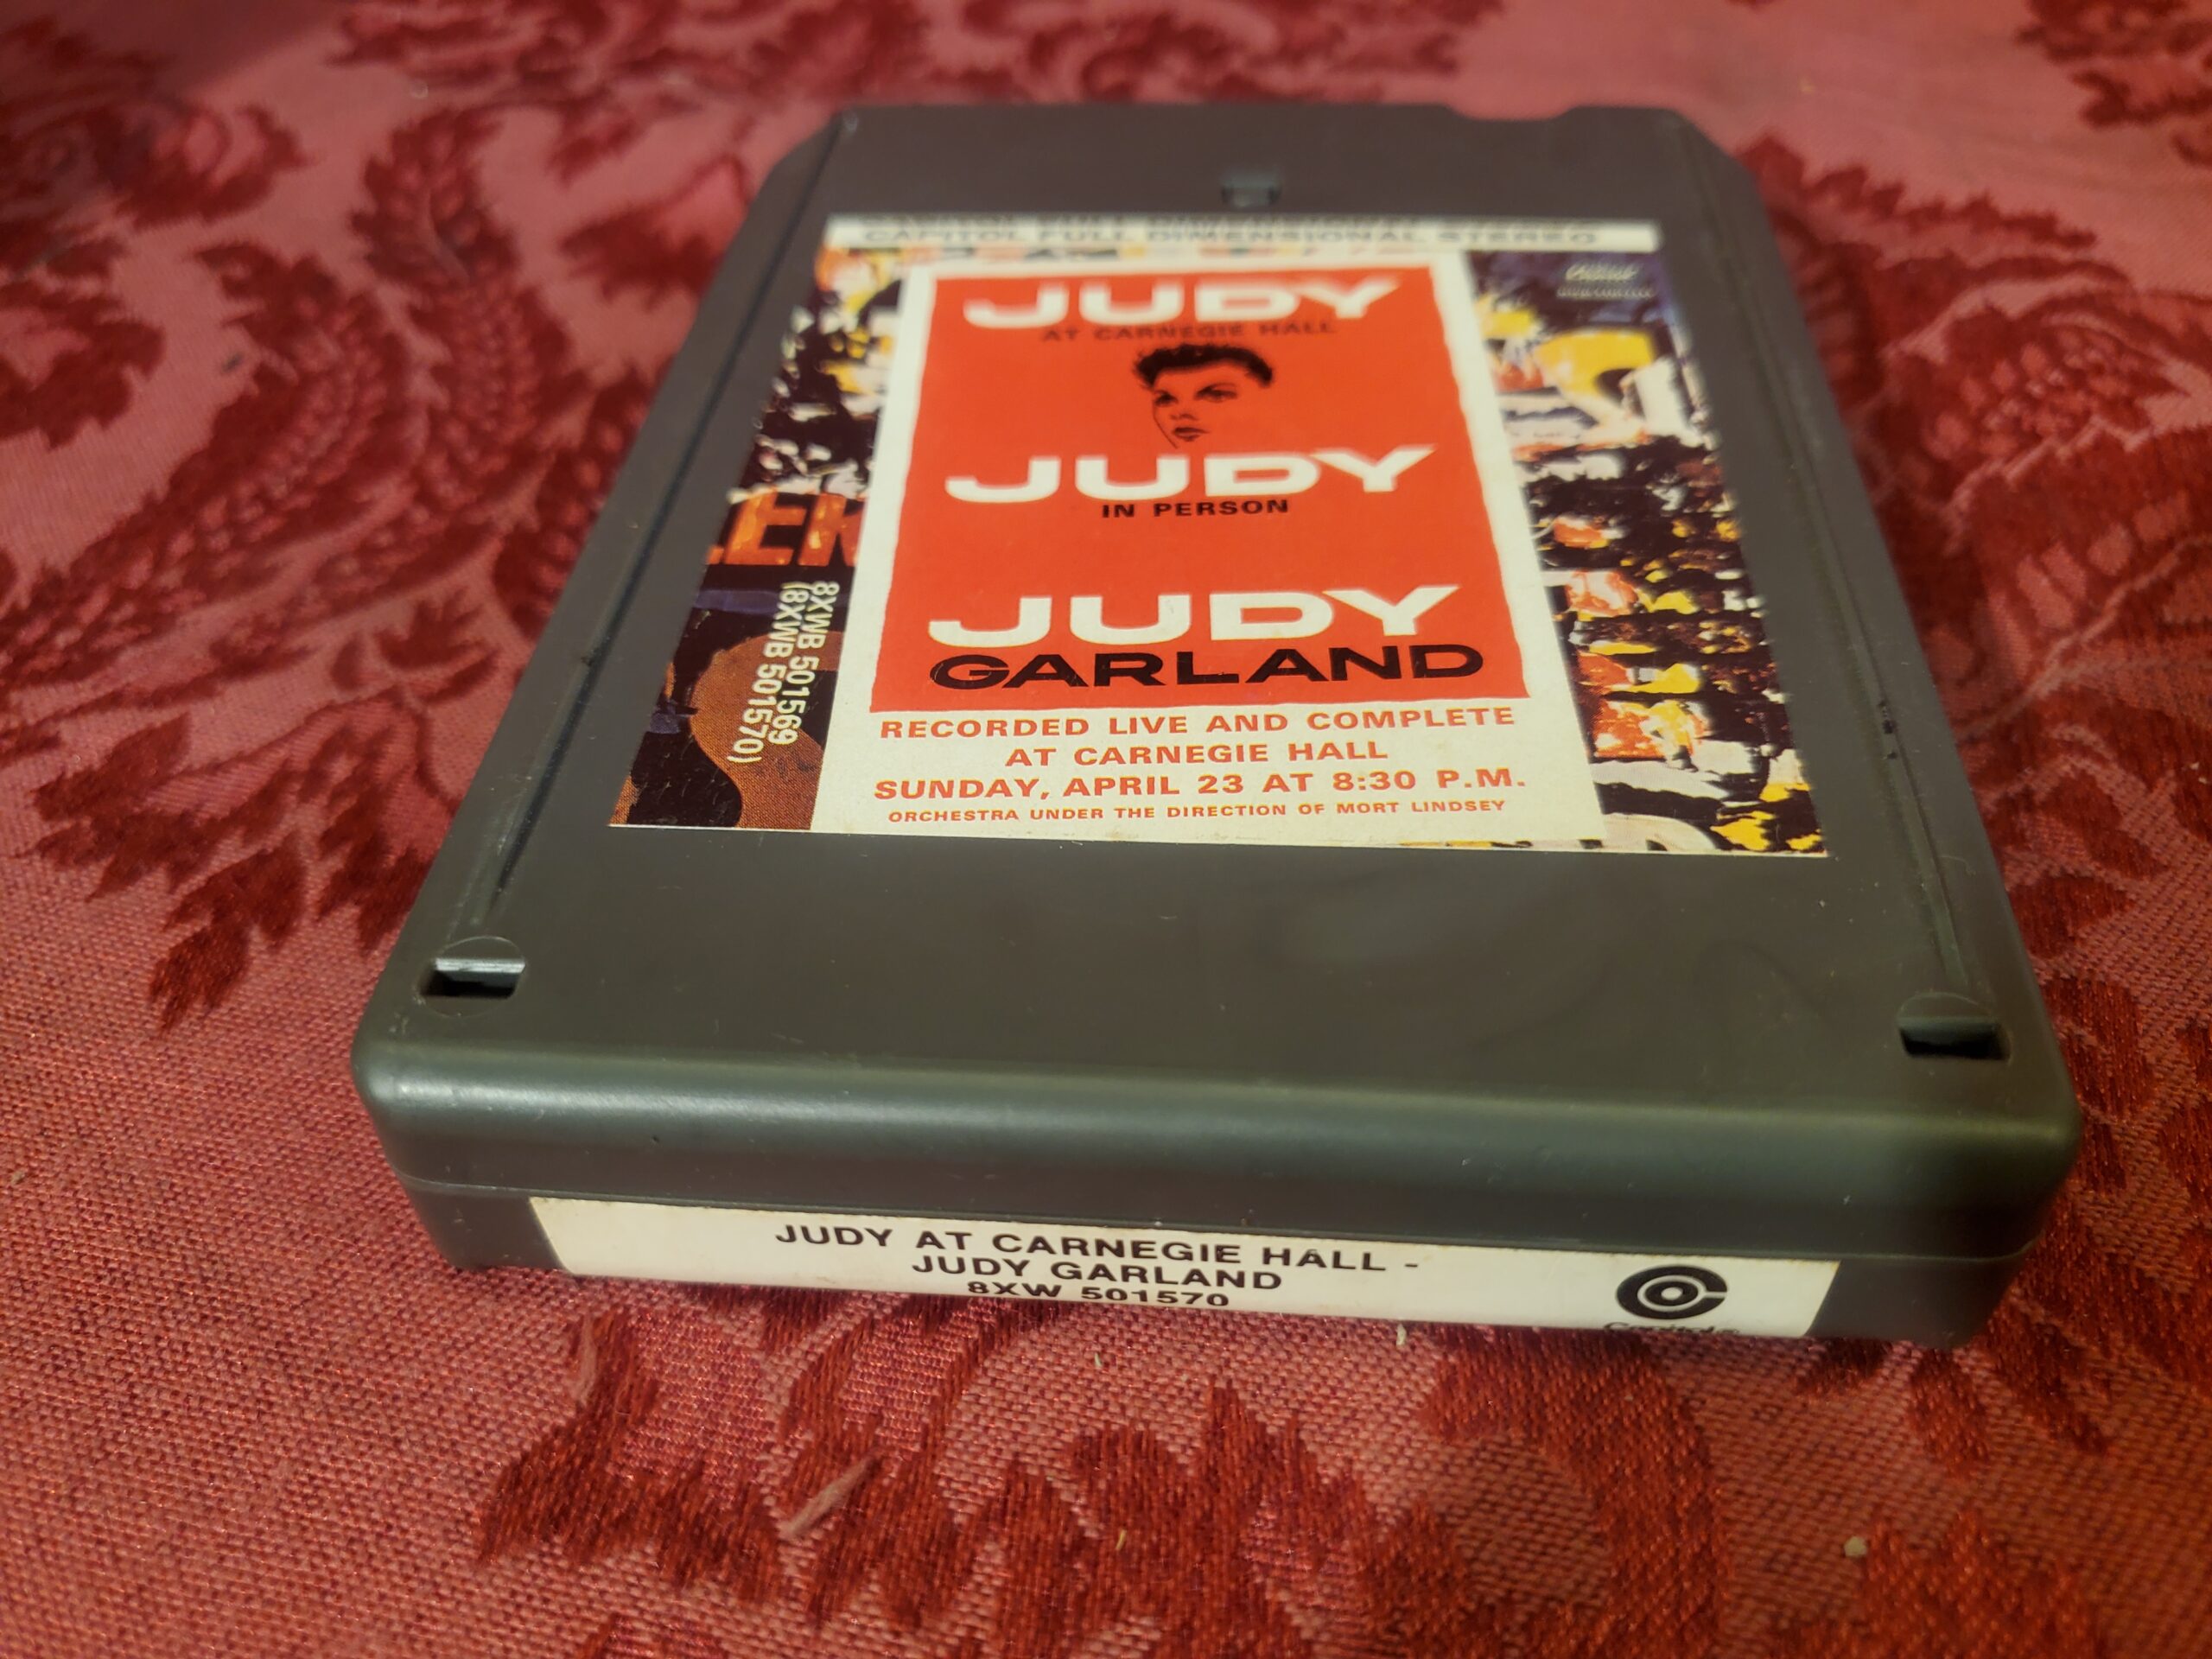 CAPITOL FULL DIMENSIONAL STEREO
JUDY
AT CARNEGIE HALL
JUDY
IN PERSON
JUDY
GARLAND
RECORDED LIVE AND COMPLETE
AT CARNEGIE HALL
SUNDAY, APRIL 23 AT 8:30 P.M.
ORCHESTRA UNDER THE DIRECTION OF MORT LINDSEY
8XWB 501569
(8XWB 501570)
JUDY AT CARNEGIE HALL -
JUDY GARLAND
8XW 501570
Capitol